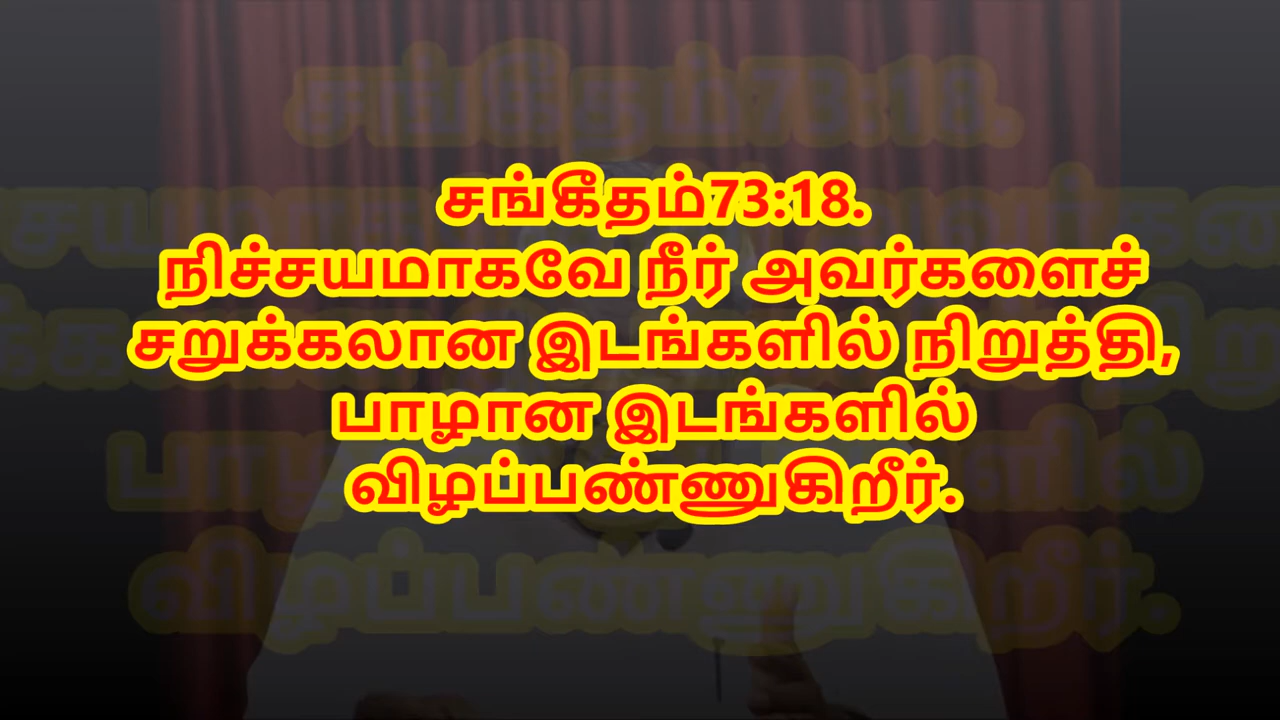 சங்கீதம்73:18.
நிச்சயமாகவே நீர் அவர்களைச்
சறுக்கலான இடங்களில் நிறுத்தி,
பாழான இடங்களில்
விழப்பண்ணுகிறீர்.